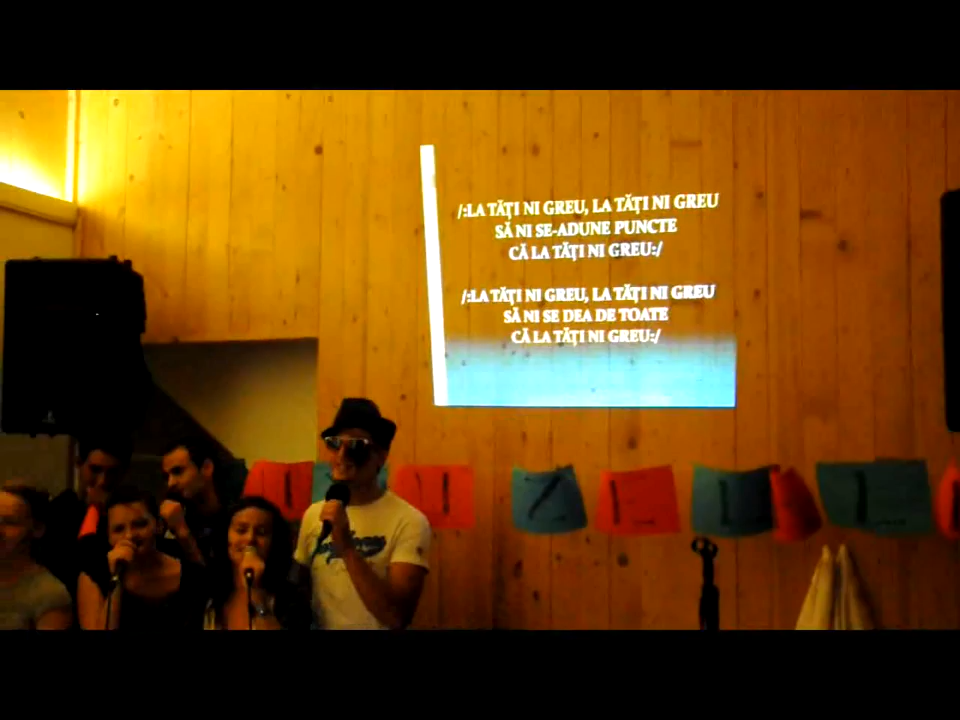 /:LA TĂȚI NI GREU, LA TĂȚI NI GREU
SĂ NI SE-ADUNE PUNCTE
CĂ LA TĂȚI NI GREU:/
/:LA TĂȚI NI GREU, LA TĂȚI NI GREU
SĂ NI SE DEA DE TOATE
CĂ LA TĂȚI NI GREU:/